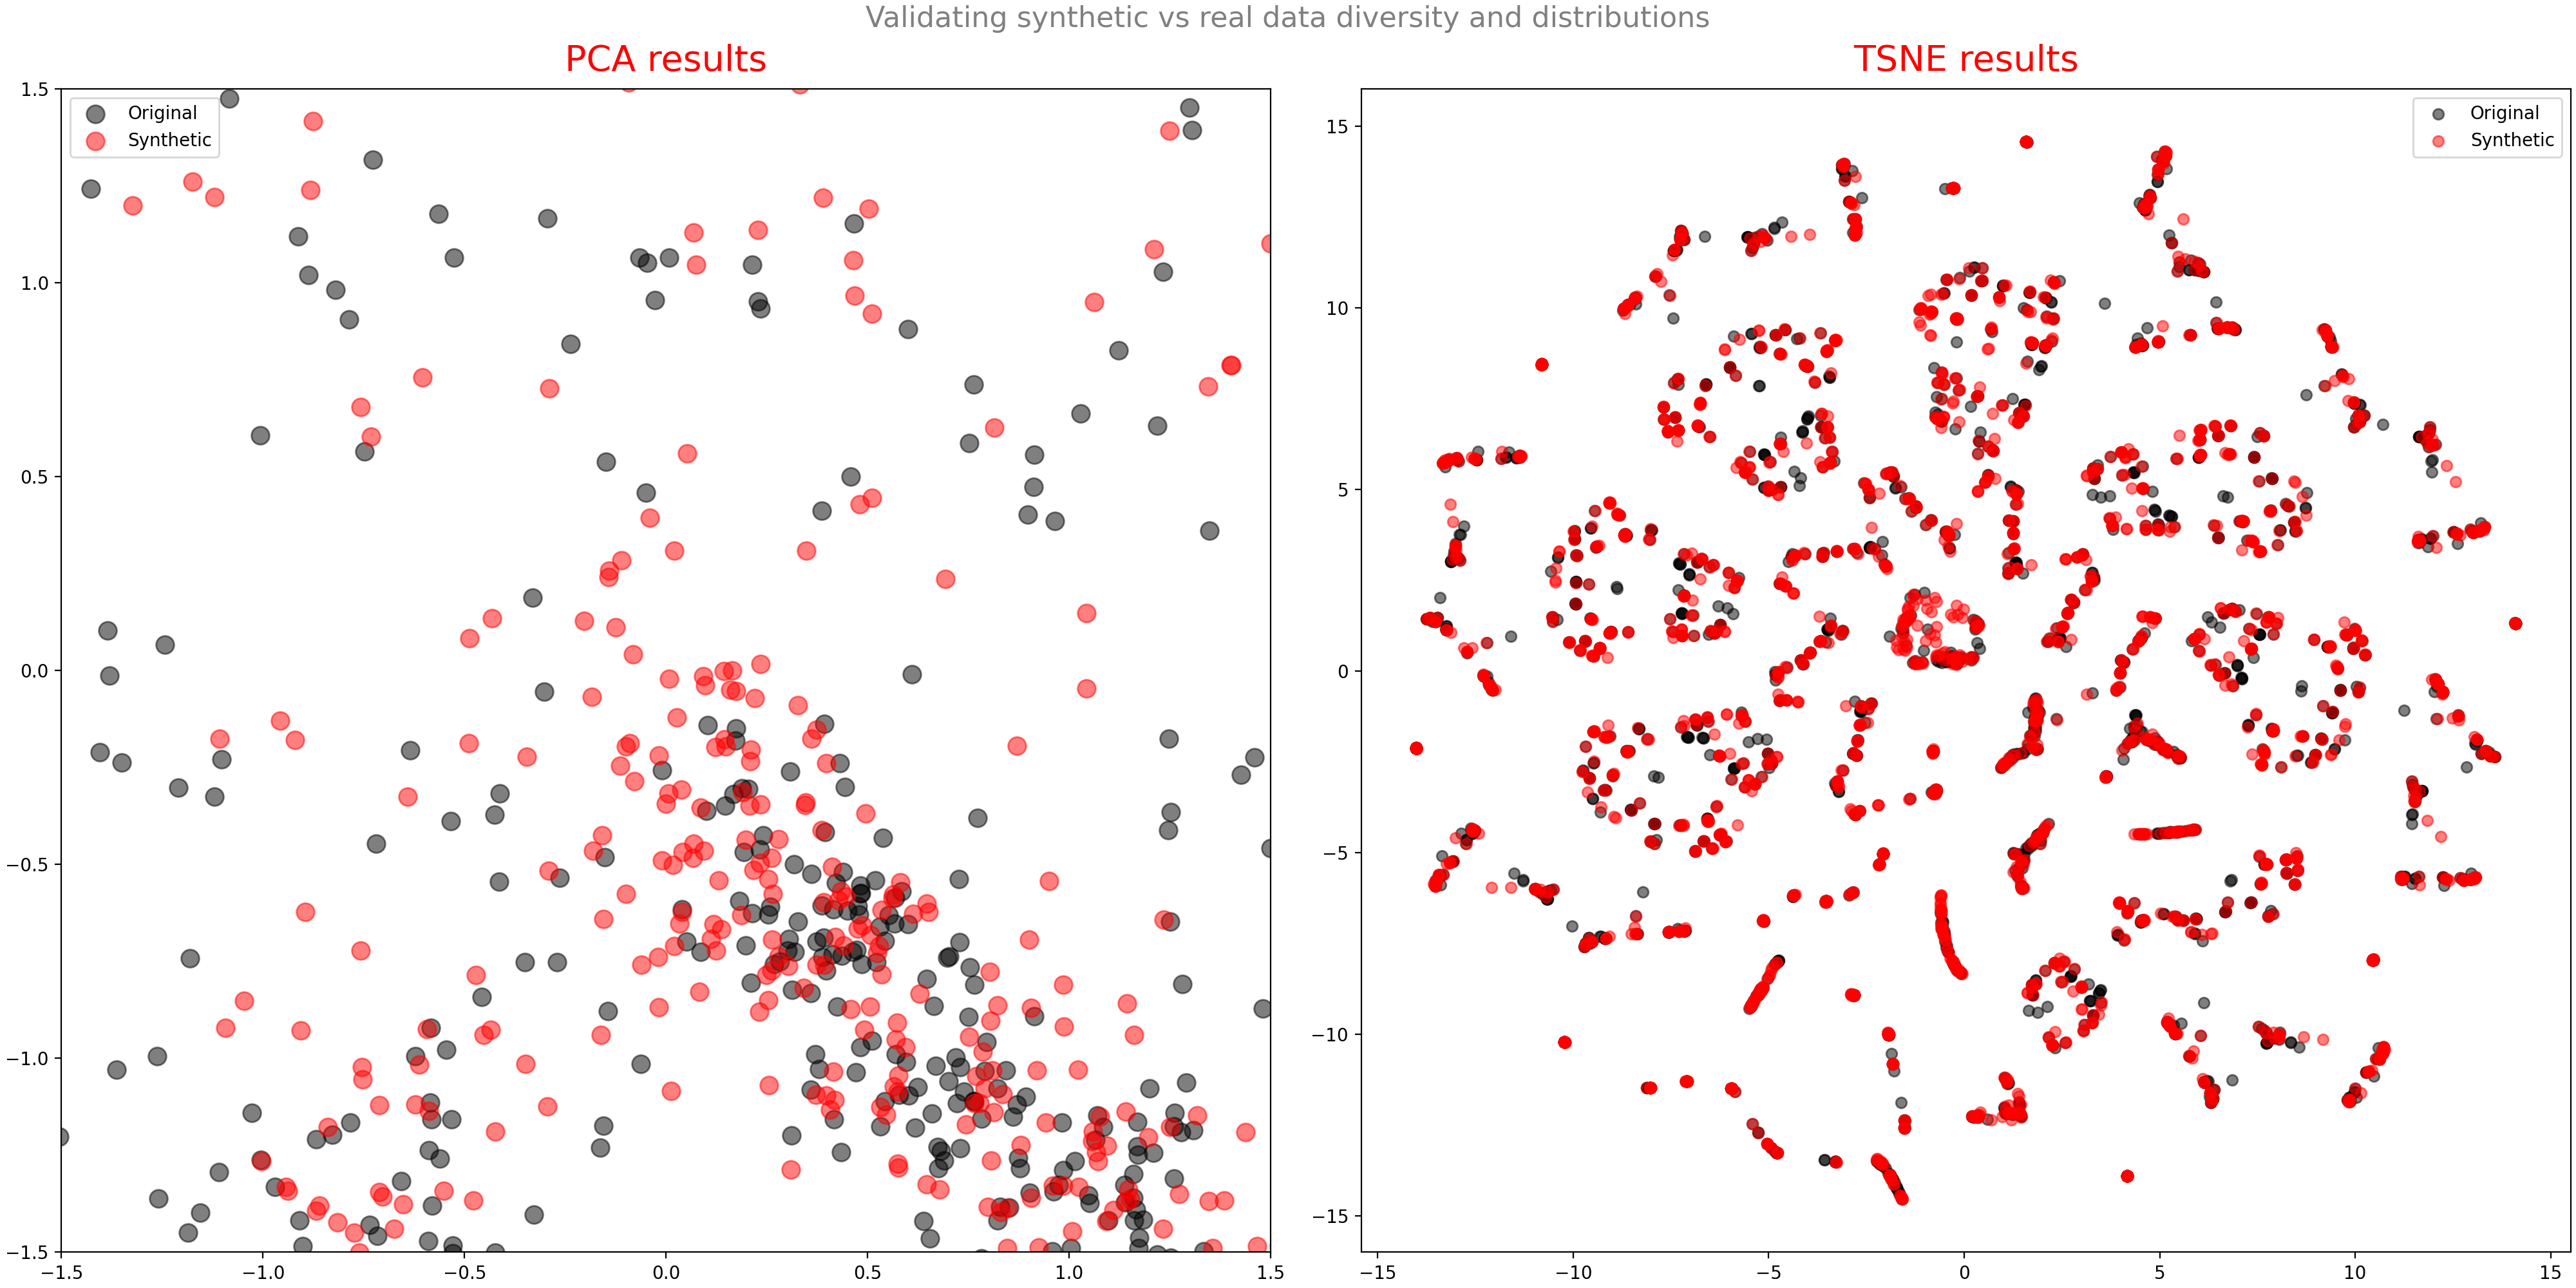 Validating synthetic vs real data diversity and distributions
PCA results
TSNE results
Original
Synthetic
Original
Synthetic
1.5
1.0
0.5
0.0
−0.5
−1.0
−1.5
−1.5 −1.0 −0.5 0.0 0.5 1.0 1.5
15
10
5
0
−5
−10
−15
−15 −10 −5 0 5 10 15